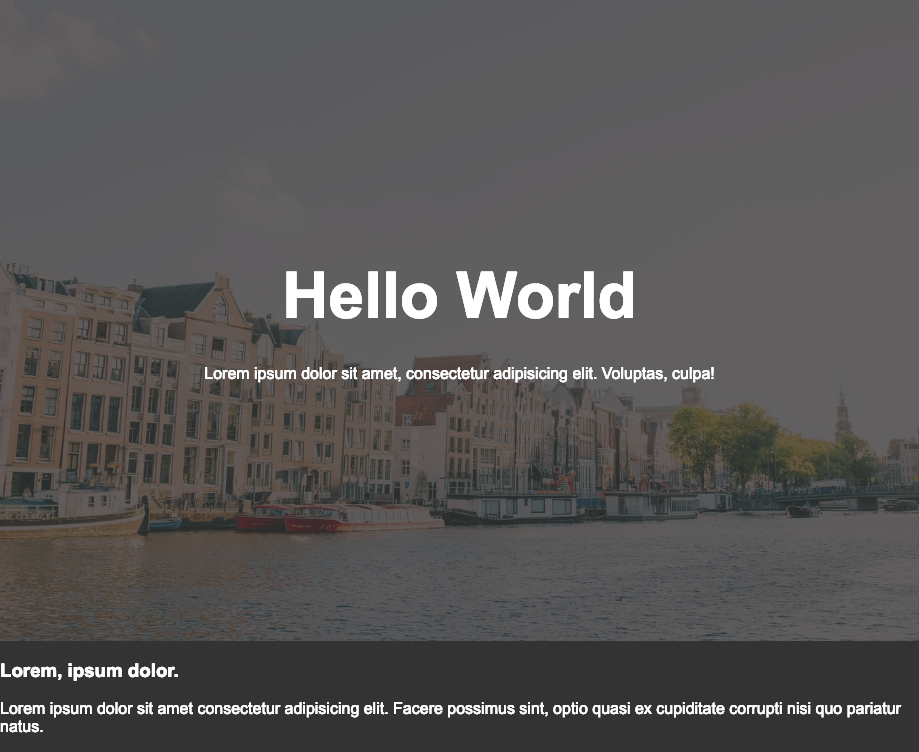 Hello World
Lorem ipsum dolor sit amet, consectetur adipisicing elit. Voluptas, culpa!
Lorem, ipsum dolor.
Lorem ipsum dolor sit amet consectetur adipisicing elit. Facere possimus sint, optio quasi ex cupiditate corrupti nisi quo pariatur
natus.